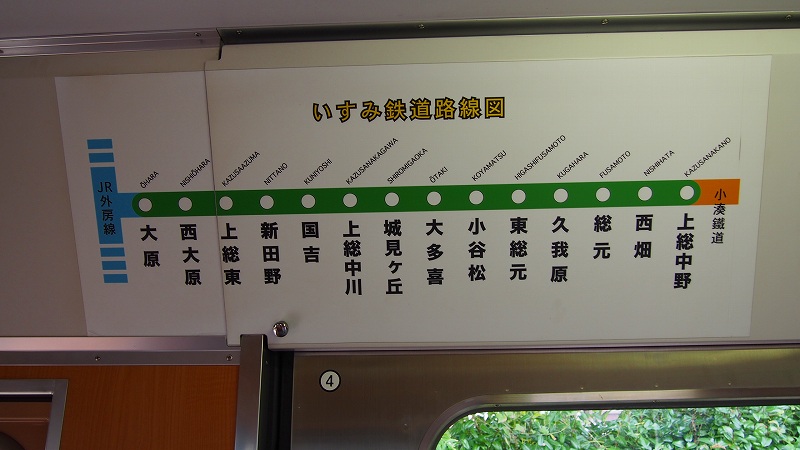 いすみ鉄道路線図
ŌHARA
NISHIŌHARA
KAZUSAAZUMA
NITTANO
KUNIYOSHI
KAZUSANAKAGAWA
SHIROMIGAOKA
ŌTAKI
KOYAMATSU
HIGASHIFUSAMOTO
KUGAHARA
FUSAMOTO
NISHIHATA
KAZUSANAKANO
JR外房線
大原
西大原
上総東
新田野
国吉
上総中川
城見ヶ丘
大多喜
小谷松
東総元
久我原
総元
西畑
上総中野
小湊鐵道
4